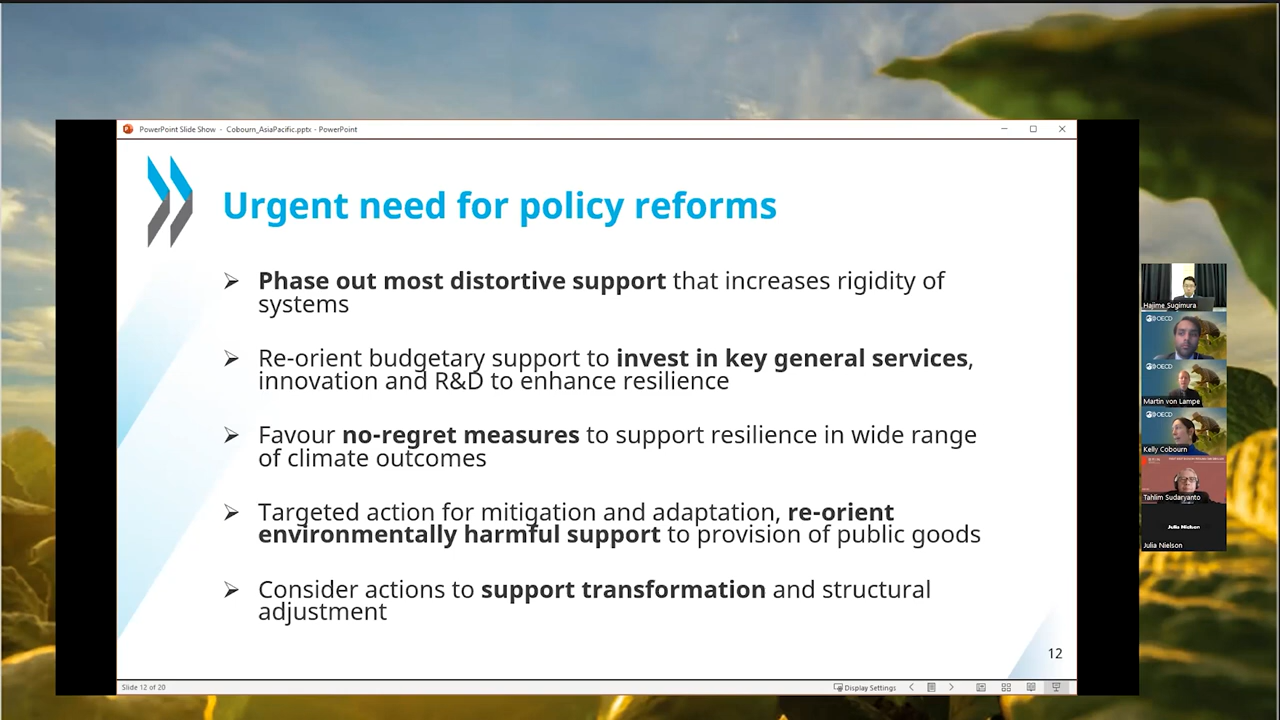 PowerPoint Slide Show - Cobourn_AsiaPacific.pptx - PowerPoint
Urgent need for policy reforms
Phase out most distortive support that increases rigidity of
systems
Re-orient budgetary support to invest in key general services,
innovation and R&D to enhance resilience
Favour no-regret measures to support resilience in wide range
of climate outcomes
Targeted action for mitigation and adaptation, re-orient
environmentally harmful support to provision of public goods
Consider actions to support transformation and structural
adjustment
12
Slide 12 of 20
Display Settings
Hajime Sugimura
OECD
OECD
Martin von Lampe
OECD
Kelly Cobourn
Tahlim Sudaryanto
Julia Nielson
Julia Nielson